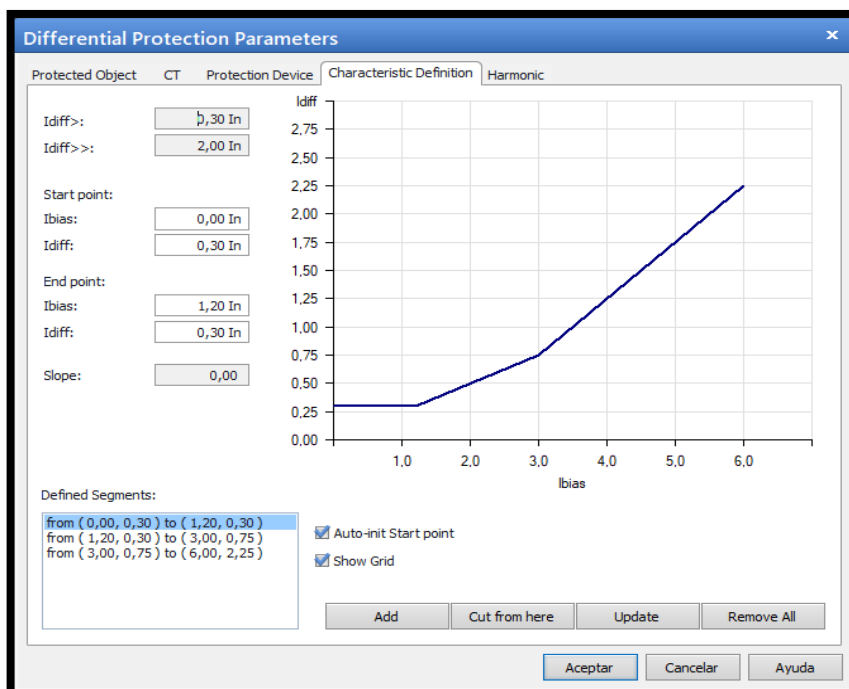 Differential Protection Parameters
Protected Object CT Protection Device Characteristic Definition Harmonic
Idiff>: 0,30 In
Idiff>>: 2,00 In
Start point:
Ibias: 0,00 In
Idiff: 0,30 In
End point:
Ibias: 1,20 In
Idiff: 0,30 In
Slope: 0,00
Idiff
2,75
2,50
2,25
2,00
1,75
1,50
1,25
1,00
0,75
0,50
0,25
0,00
1,0 2,0 3,0 4,0 5,0 6,0
Ibias
Defined Segments:
from ( 0,00, 0,30 ) to ( 1,20, 0,30 )
from ( 1,20, 0,30 ) to ( 3,00, 0,75 )
from ( 3,00, 0,75 ) to ( 6,00, 2,25 )
Auto-init Start point
Show Grid
Add Cut from here Update Remove All
Aceptar Cancelar Ayuda